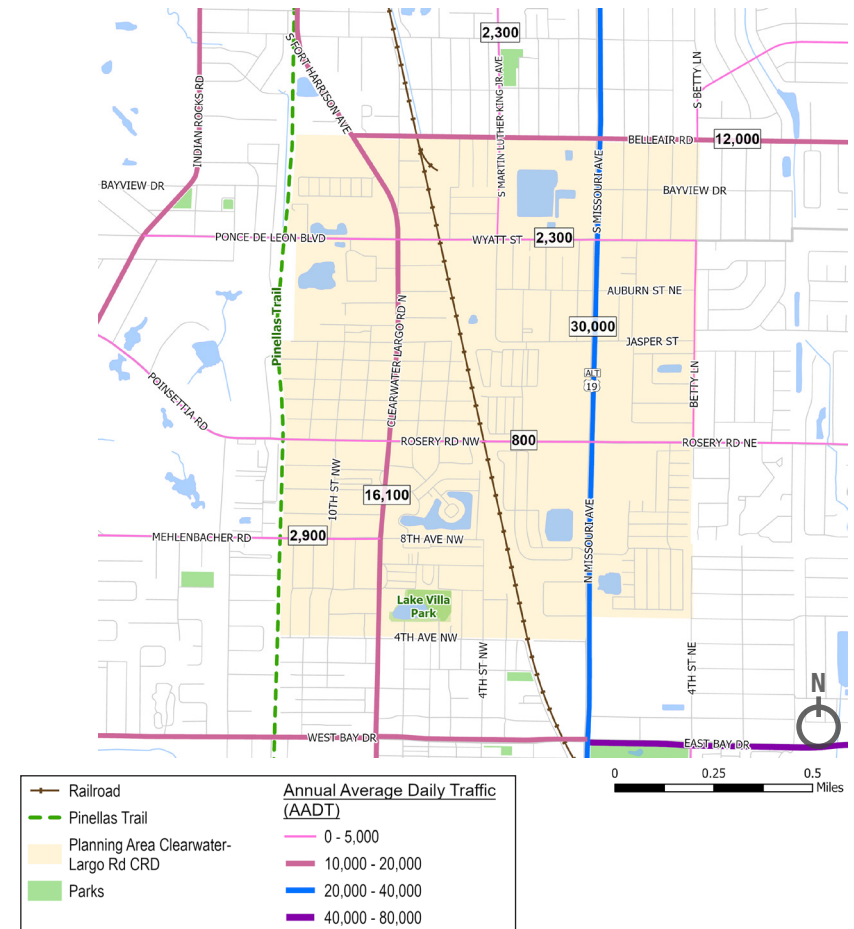 2,300
S FORT HARRISON AVE
INDIAN ROCKS RD
S MARTIN LUTHER KING JR AVE
S BETTY LN
BELLEAIR RD
12,000
BAYVIEW DR
BAYVIEW DR
S MISSOURI AVE
PONCE DE LEON BLVD
WYATT ST
2,300
AUBURN ST NE
Pinellas Trail
CLEARWATER LARGO RD N
30,000
JASPER ST
ALT
19
BETTY LN
POINSETTIA RD
ROSERY RD NW
800
ROSERY RD NE
10TH ST NW
16,100
MEHLENBACHER RD
2,900
8TH AVE NW
N MISSOURI AVE
Lake Villa
Park
4TH AVE NW
4TH ST NW
4TH ST NE
N
WEST BAY DR
EAST BAY DR
0 0.25 0.5
Miles
Railroad
Pinellas Trail
Planning Area Clearwater-
Largo Rd CRD
Parks
Annual Average Daily Traffic
(AADT)
0 - 5,000
10,000 - 20,000
20,000 - 40,000
40,000 - 80,000